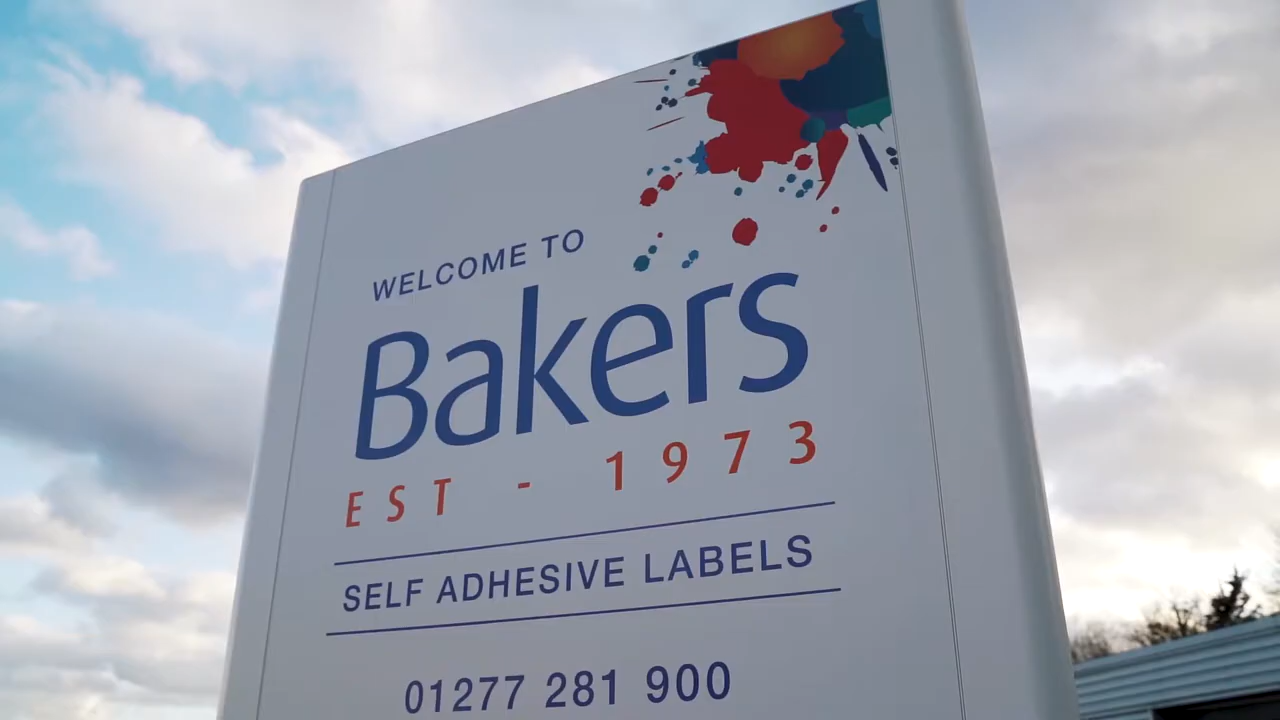 WELCOME TO
Bakers
EST - 1973
SELF ADHESIVE LABELS
01277 281 900